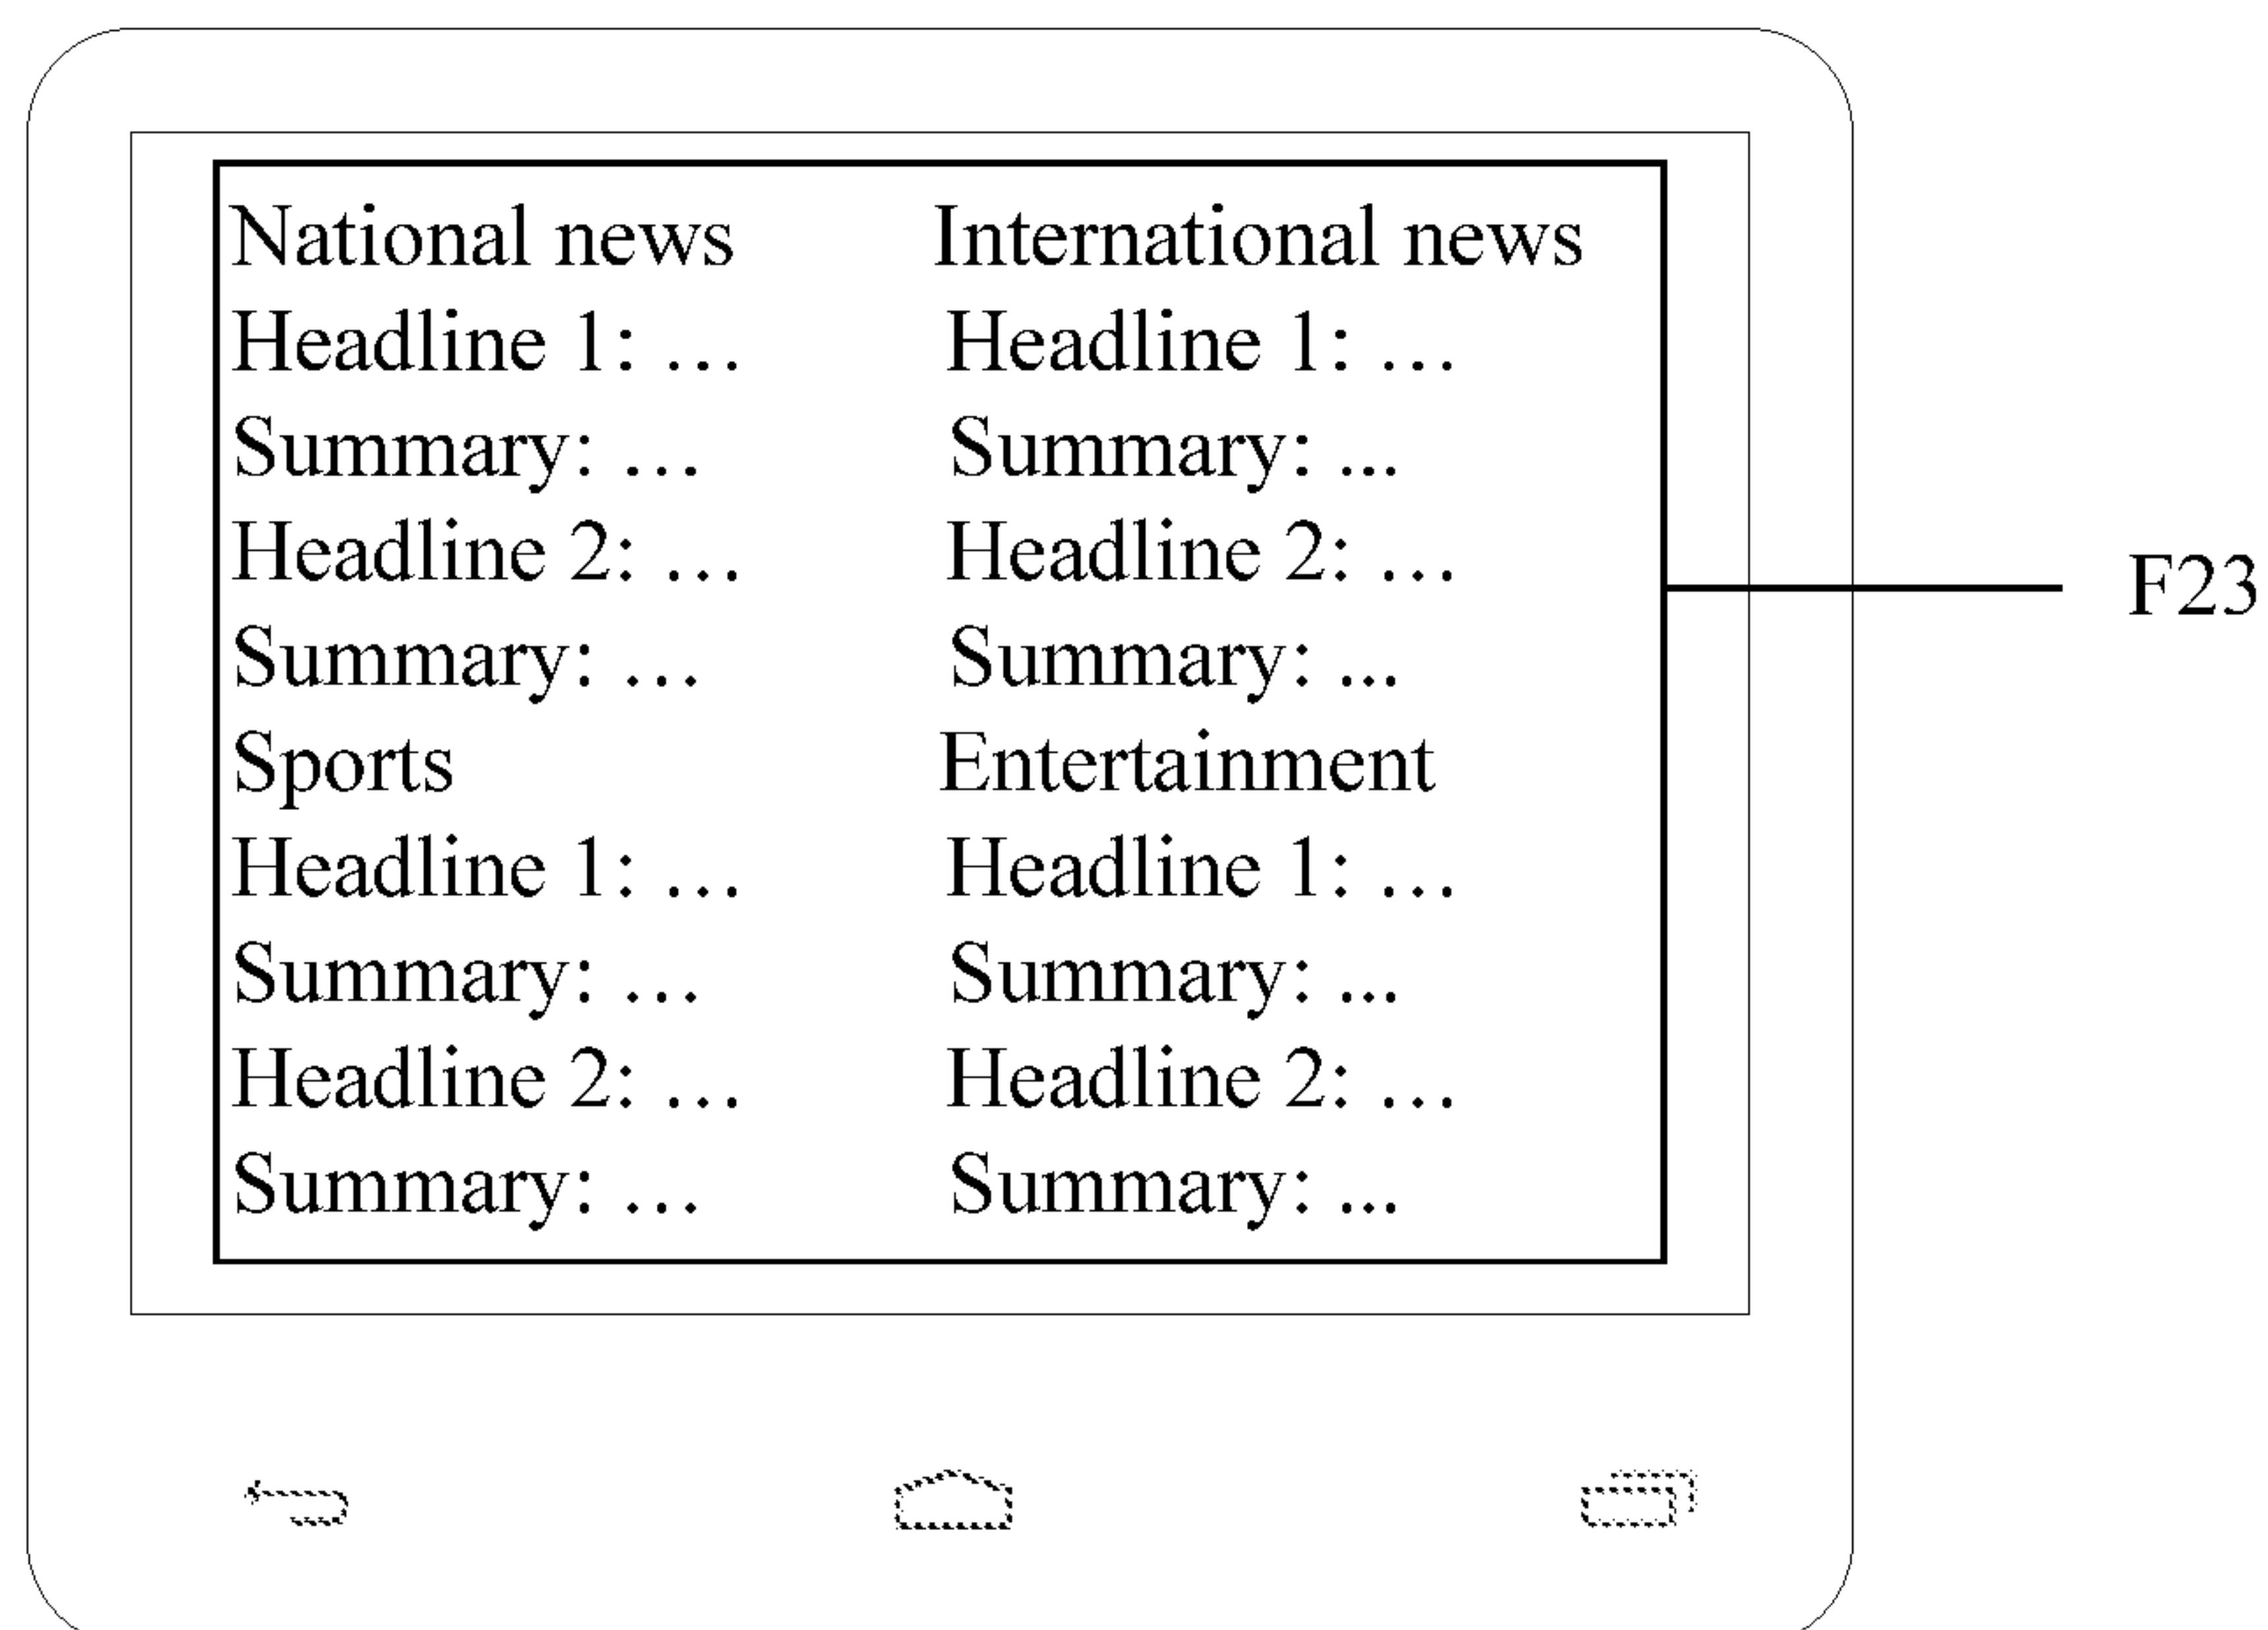 National news International news
Headline 1: … Headline 1: …
Summary: … Summary: ...
Headline 2: … Headline 2: …
Summary: … Summary: ...
Sports Entertainment
Headline 1: … Headline 1: …
Summary: … Summary: ...
Headline 2: … Headline 2: …
Summary: … Summary: ...
F23